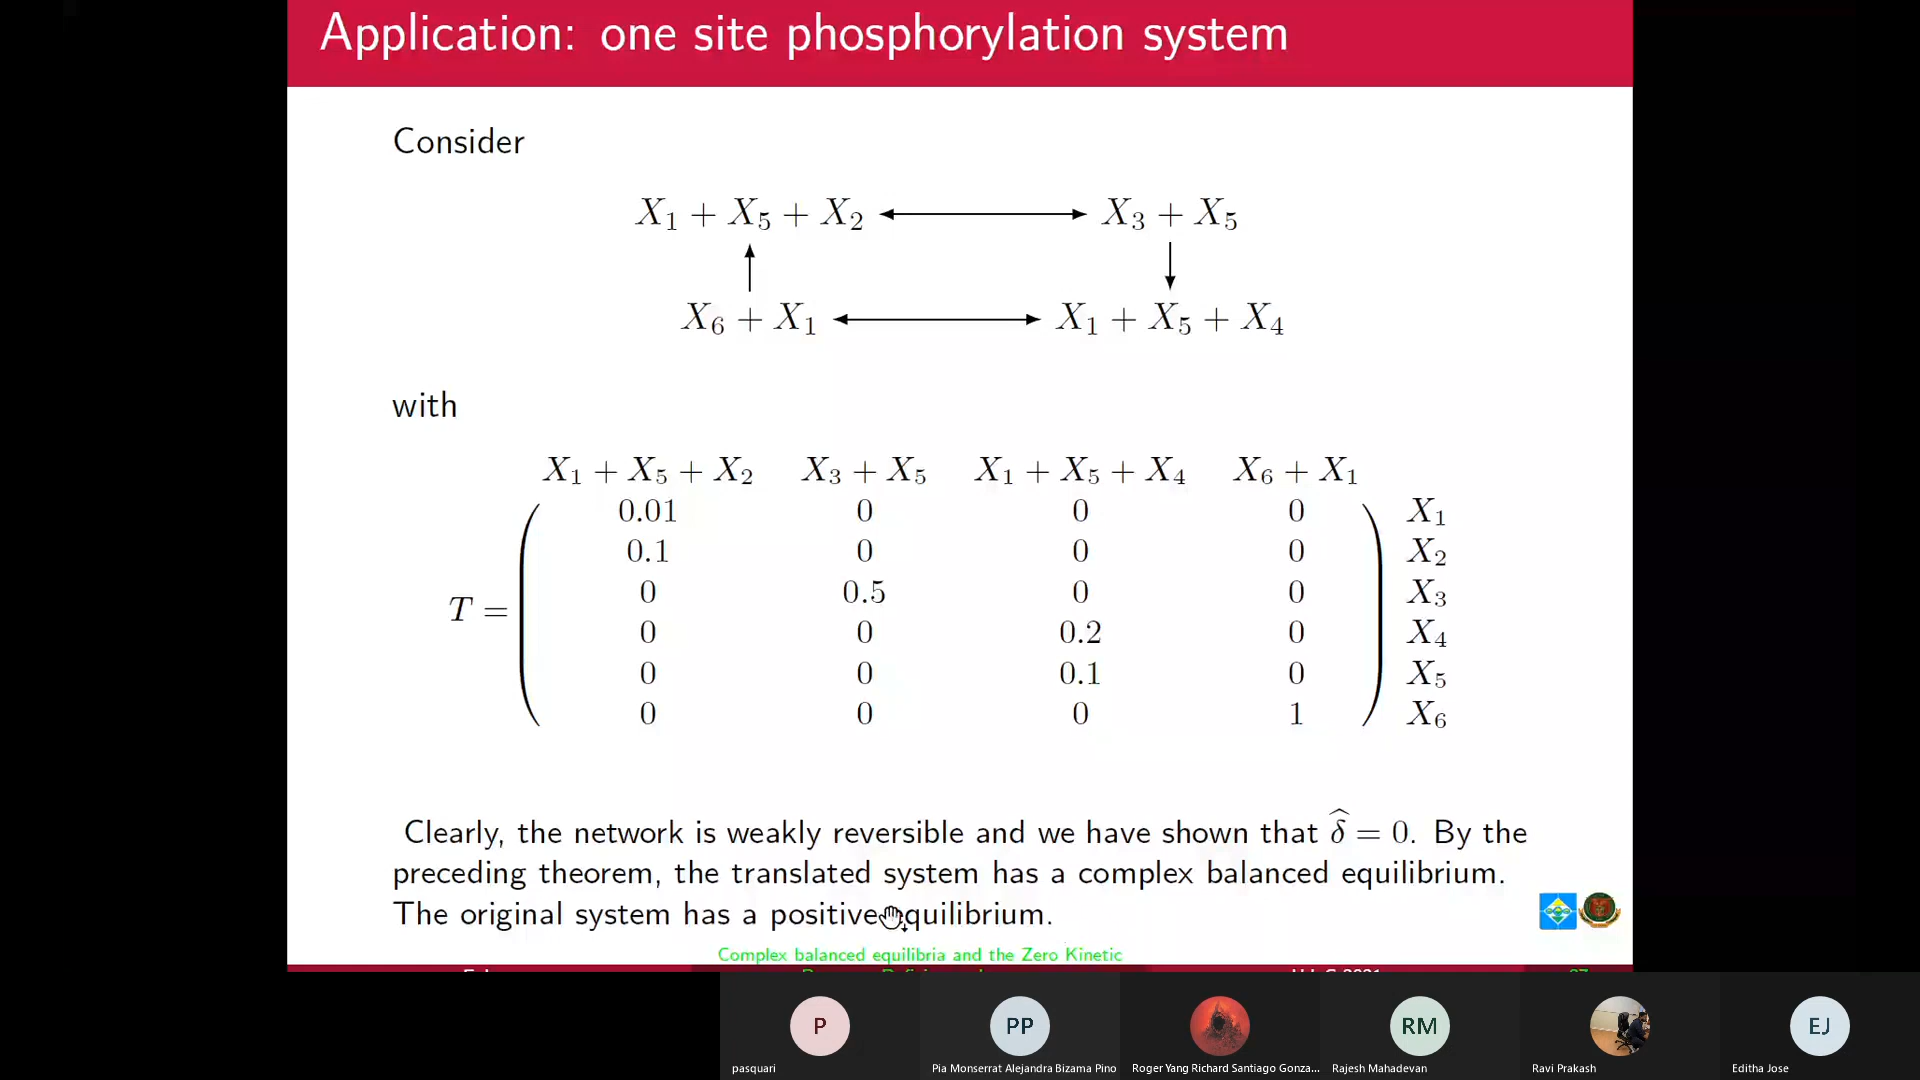 Application: one site phosphorylation system
Consider
X₁ + X₅ + X₂ ⟷ X₃ + X₅
↑ ↓
X₆ + X₁ ⟷ X₁ + X₅ + X₄
with
X₁ + X₅ + X₂ X₃ + X₅ X₁ + X₅ + X₄ X₆ + X₁
0.01 0 0 0 X₁
0.1 0 0 0 X₂
0 0.5 0 0 X₃
T =
0 0 0.2 0 X₄
0 0 0.1 0 X₅
0 0 0 1 X₆
Clearly, the network is weakly reversible and we have shown that δ̂ = 0. By the
preceding theorem, the translated system has a complex balanced equilibrium.
The original system has a positive equilibrium.
Complex balanced equilibria and the Zero Kinetic
P PP RM EJ
pasquari Pia Monserrat Alejandra Bizama Pino Roger Yang Richard Santiago Gonza... Rajesh Mahadevan Ravi Prakash Editha Jose